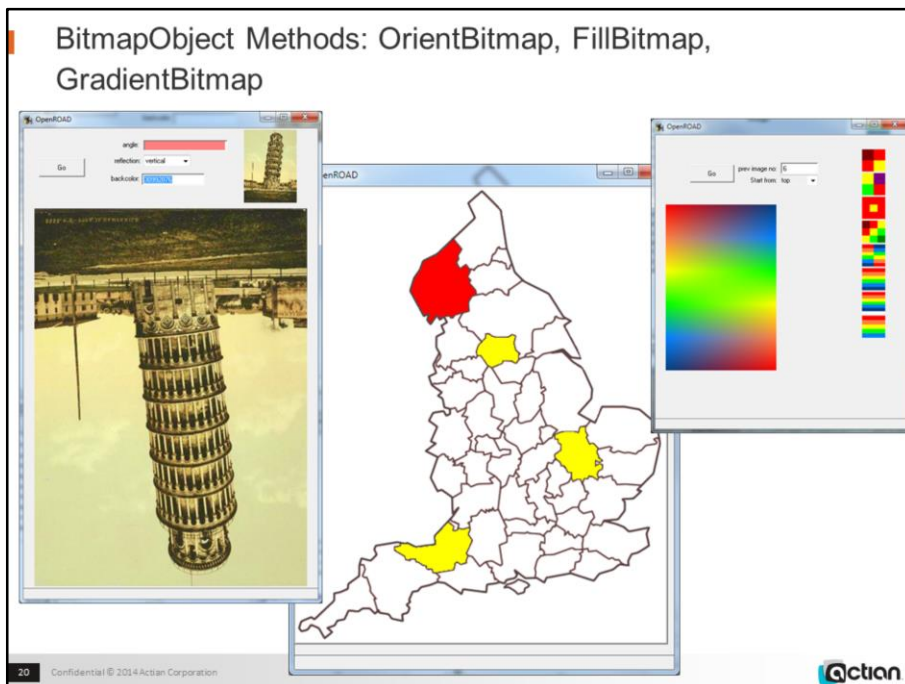 BitmapObject Methods: OrientBitmap, FillBitmap,
GradientBitmap
OpenROAD
angle:
Go
reflection: vertical
backcolor:
OpenROAD
OpenROAD
Go
prev image no: 6
Start from: top
20 Confidential © 2014 Actian Corporation
actian